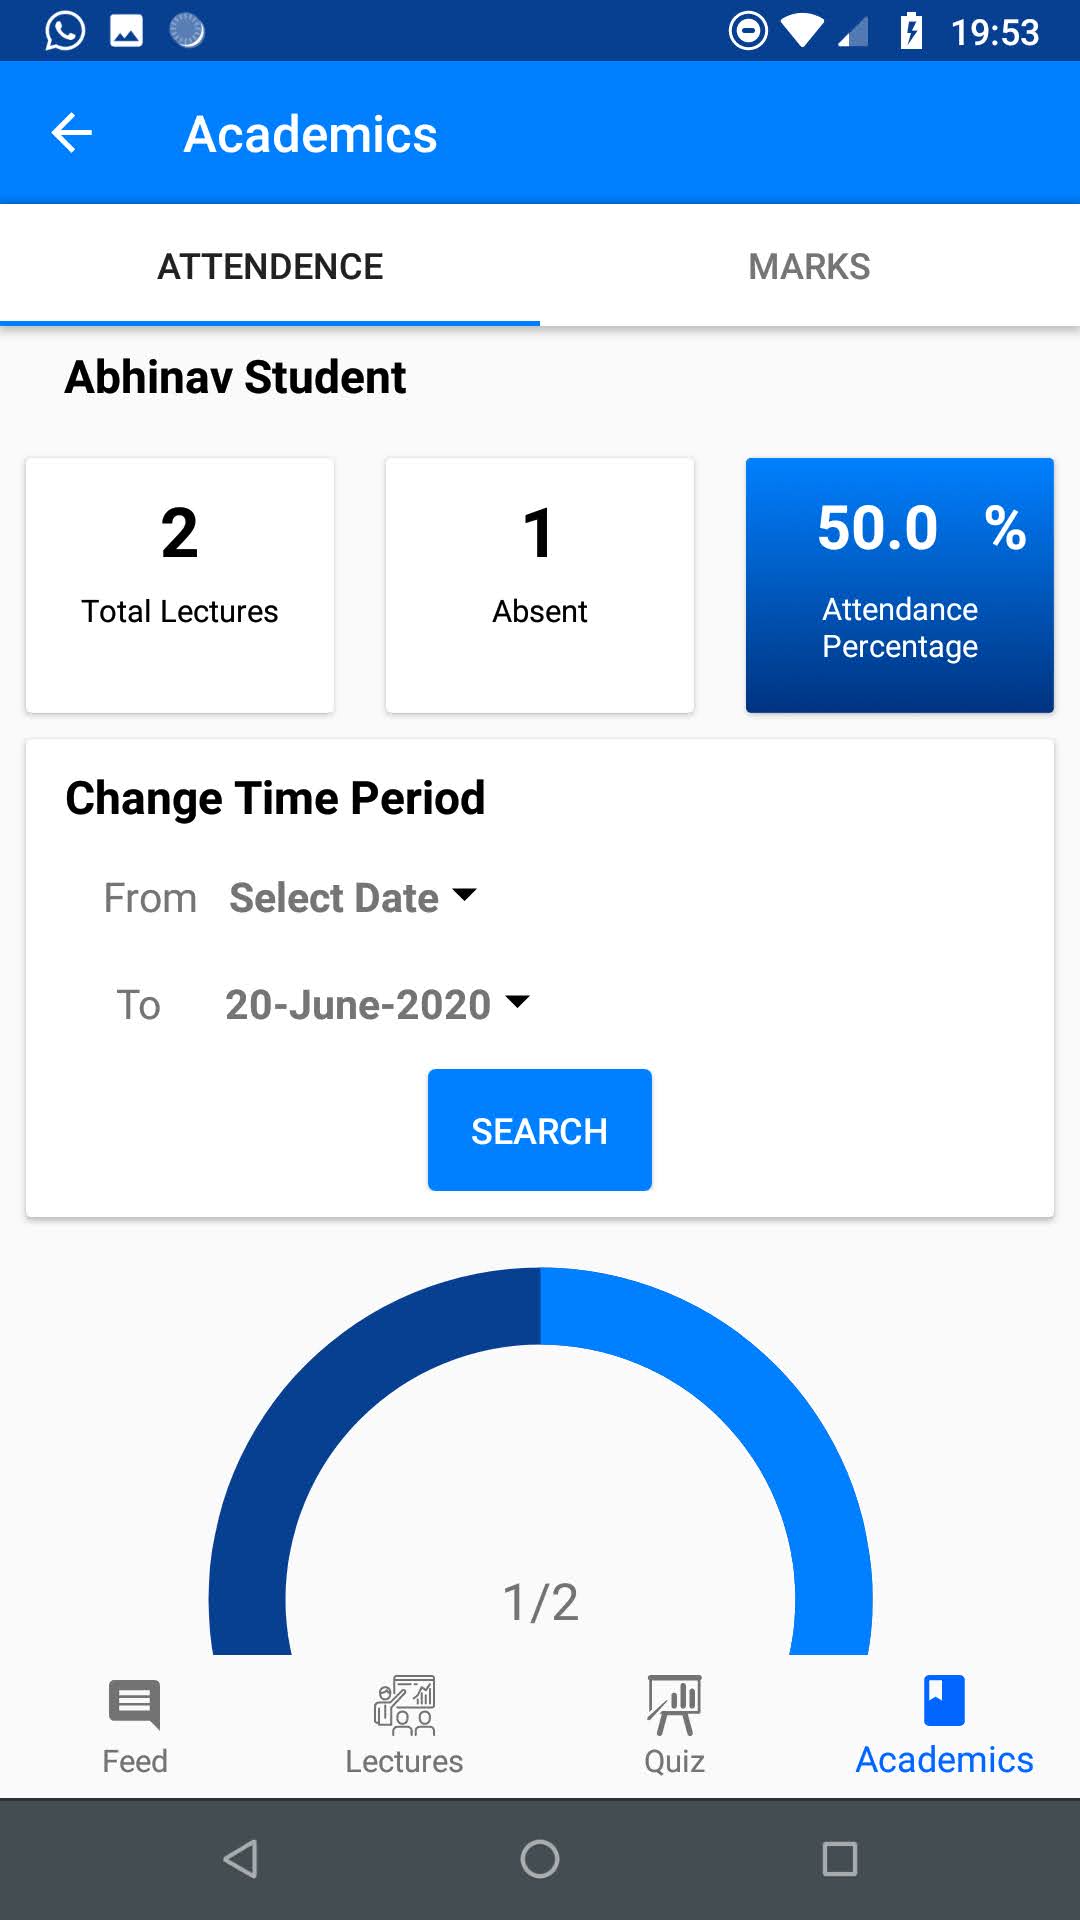 19:53
Academics
ATTENDENCE MARKS
Abhinav Student
2 1 50.0 %
Total Lectures Absent Attendance
Percentage
Change Time Period
From Select Date
To 20-June-2020
SEARCH
1/2
Feed Lectures Quiz Academics